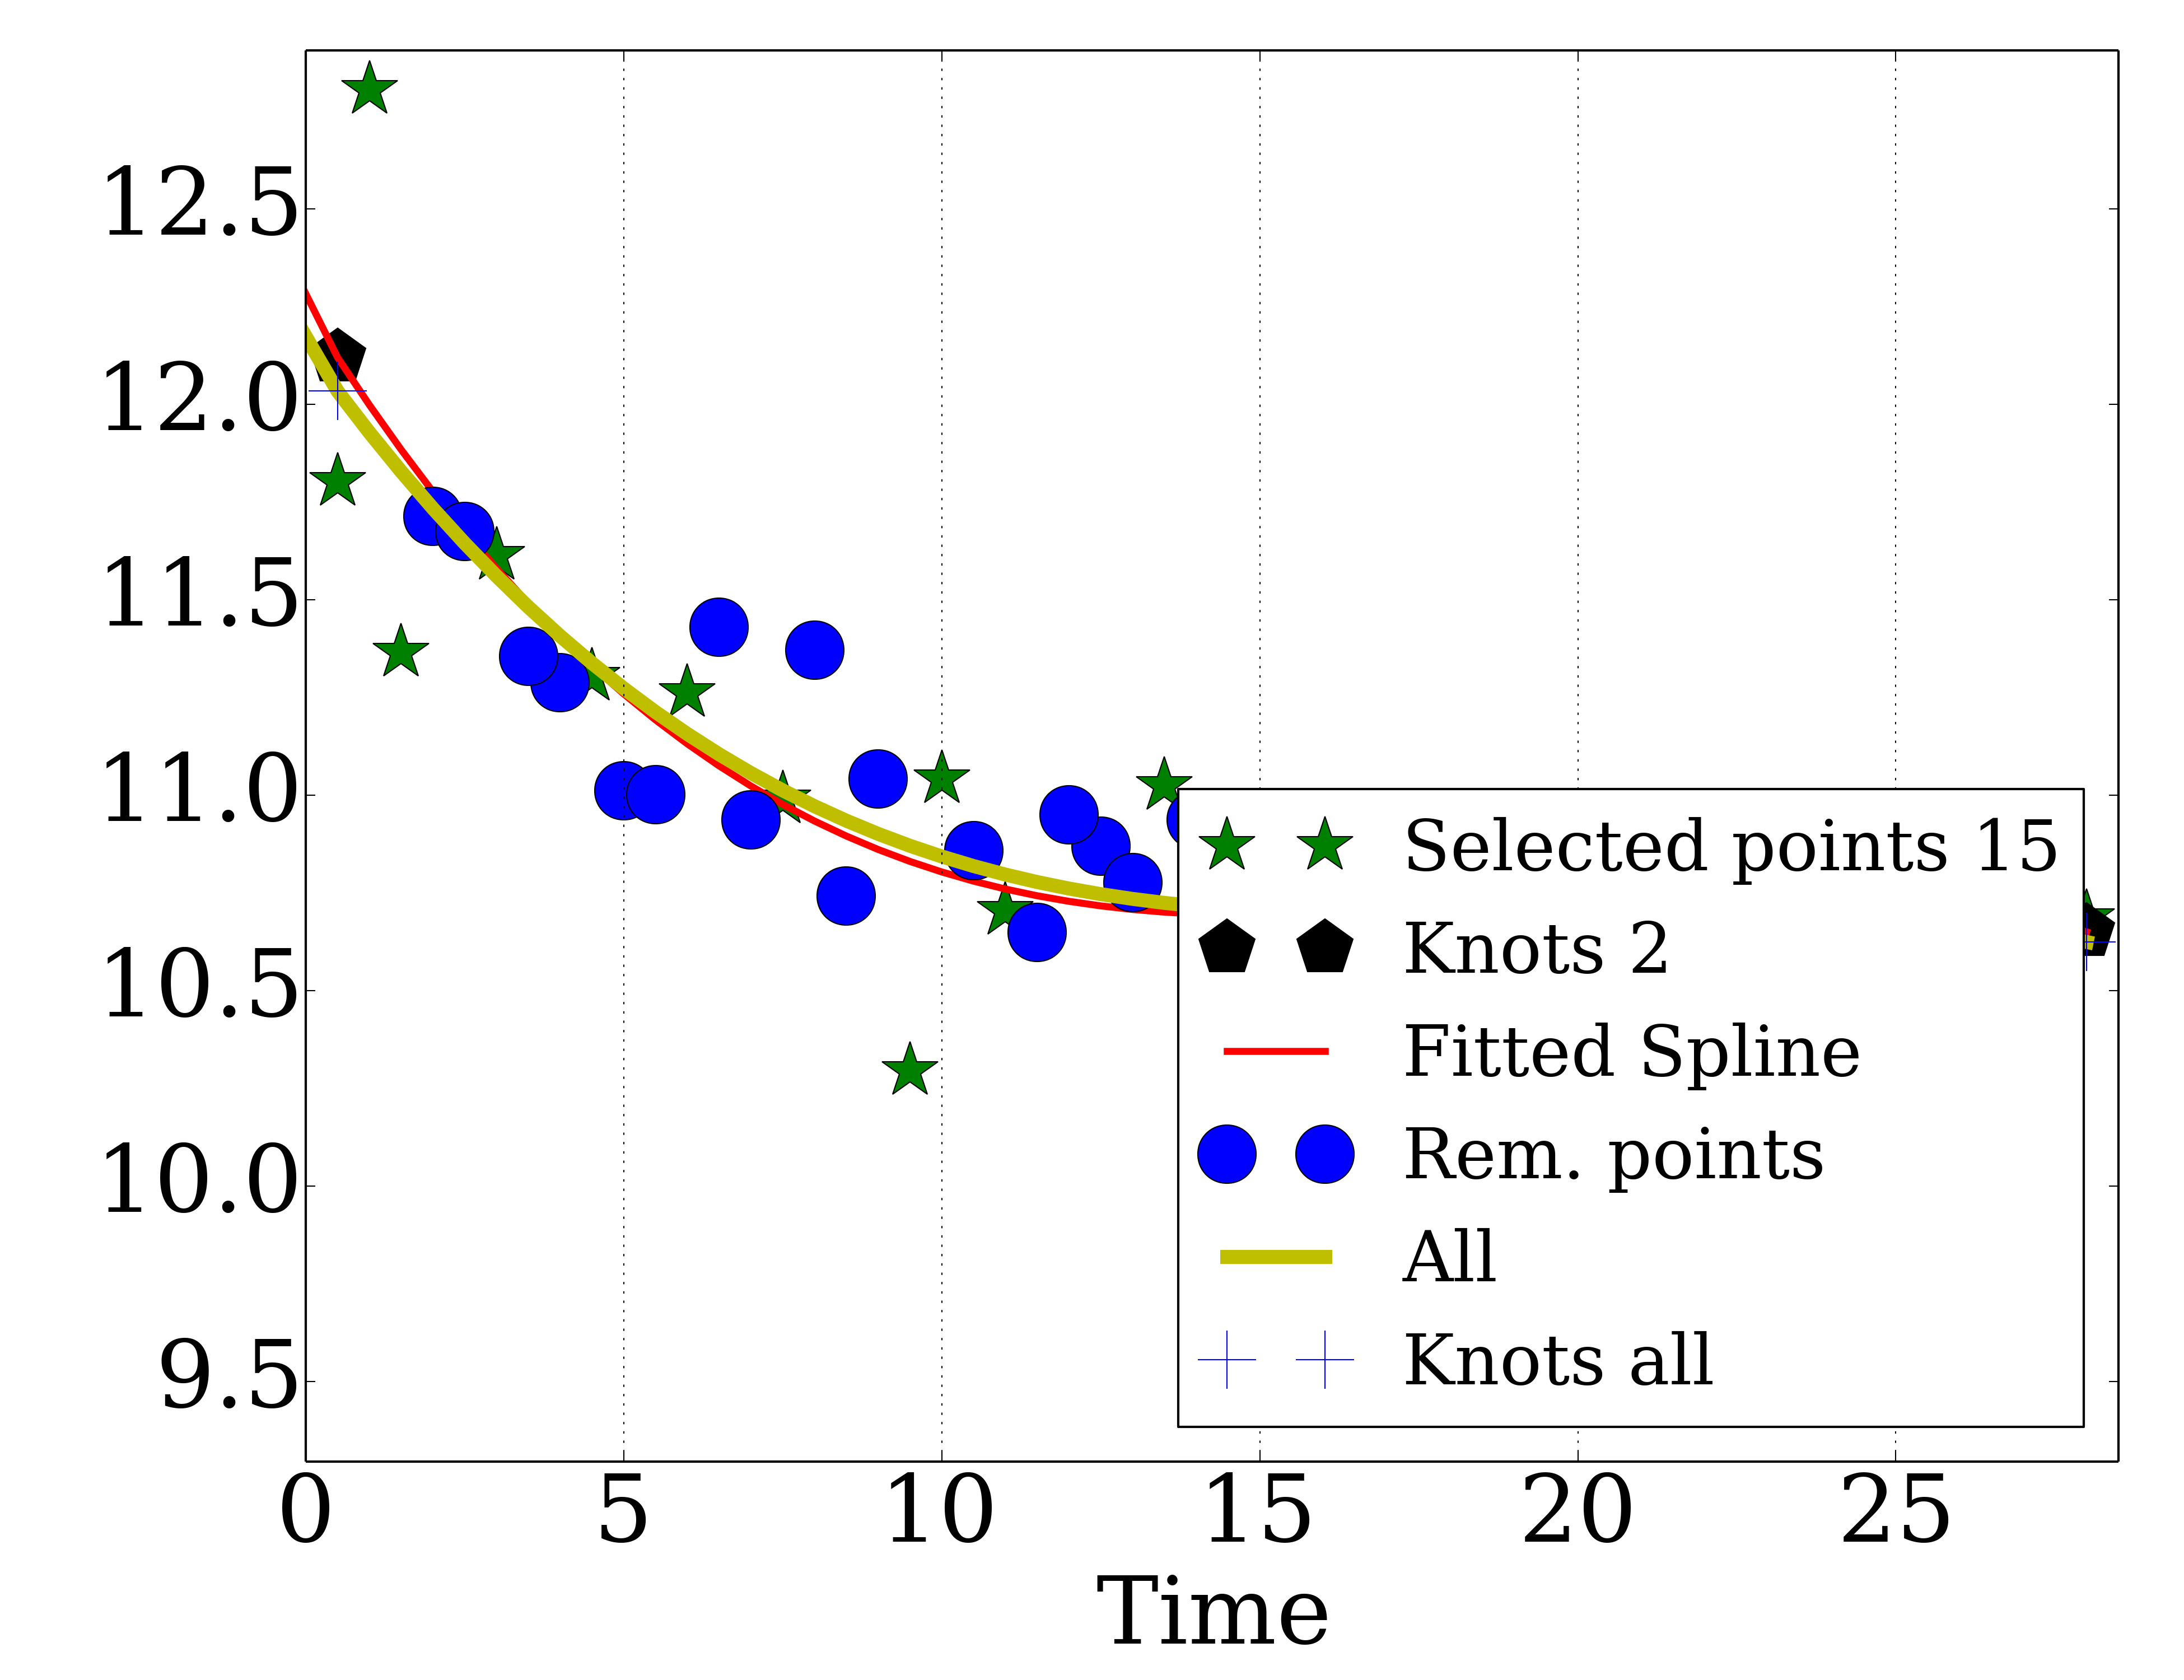 12.5
12.0
11.5
11.0
10.5
10.0
9.5
Selected points 15
Knots 2
Fitted Spline
Rem. points
All
Knots all
0 5 10 15 20 25
Time